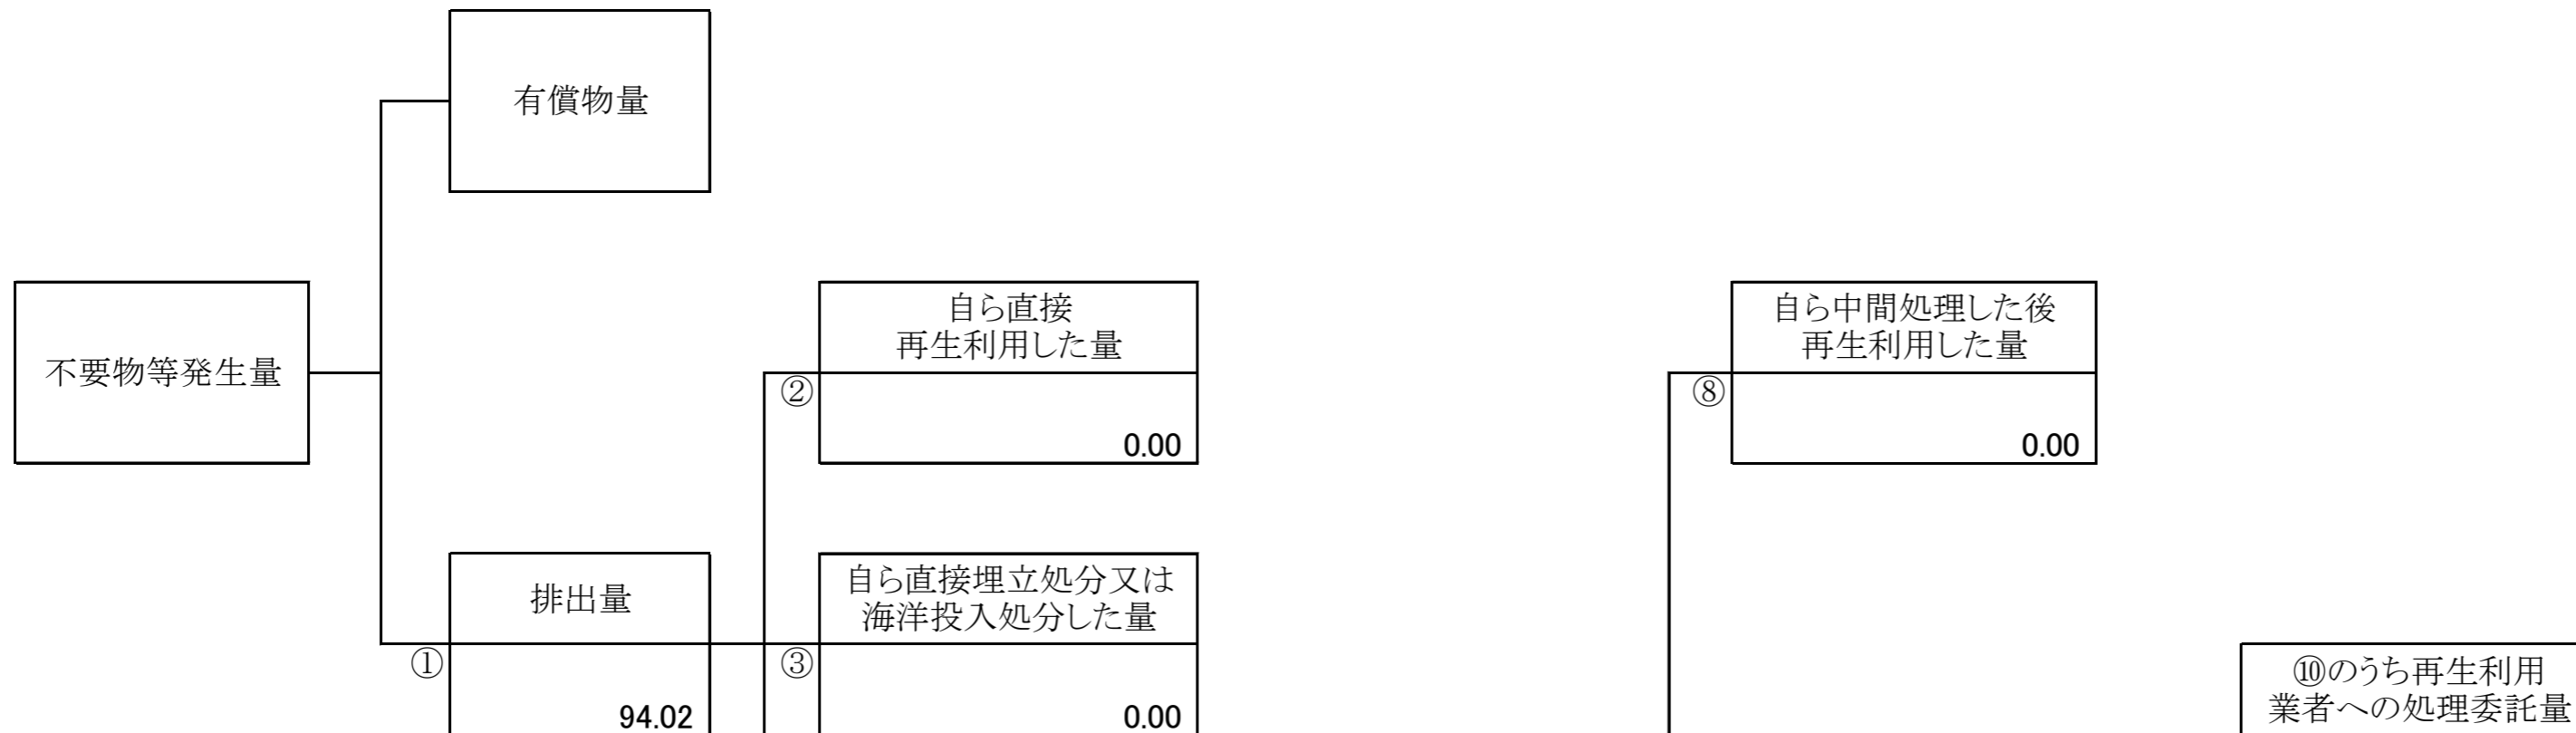 有償物量
不要物等発生量
自ら直接
再生利用した量
②
0.00
自ら中間処理した後
再生利用した量
⑧
0.00
排出量
①
94.02
自ら直接埋立処分又は
海洋投入処分した量
③
0.00
⑩のうち再生利用
業者への処理委託量